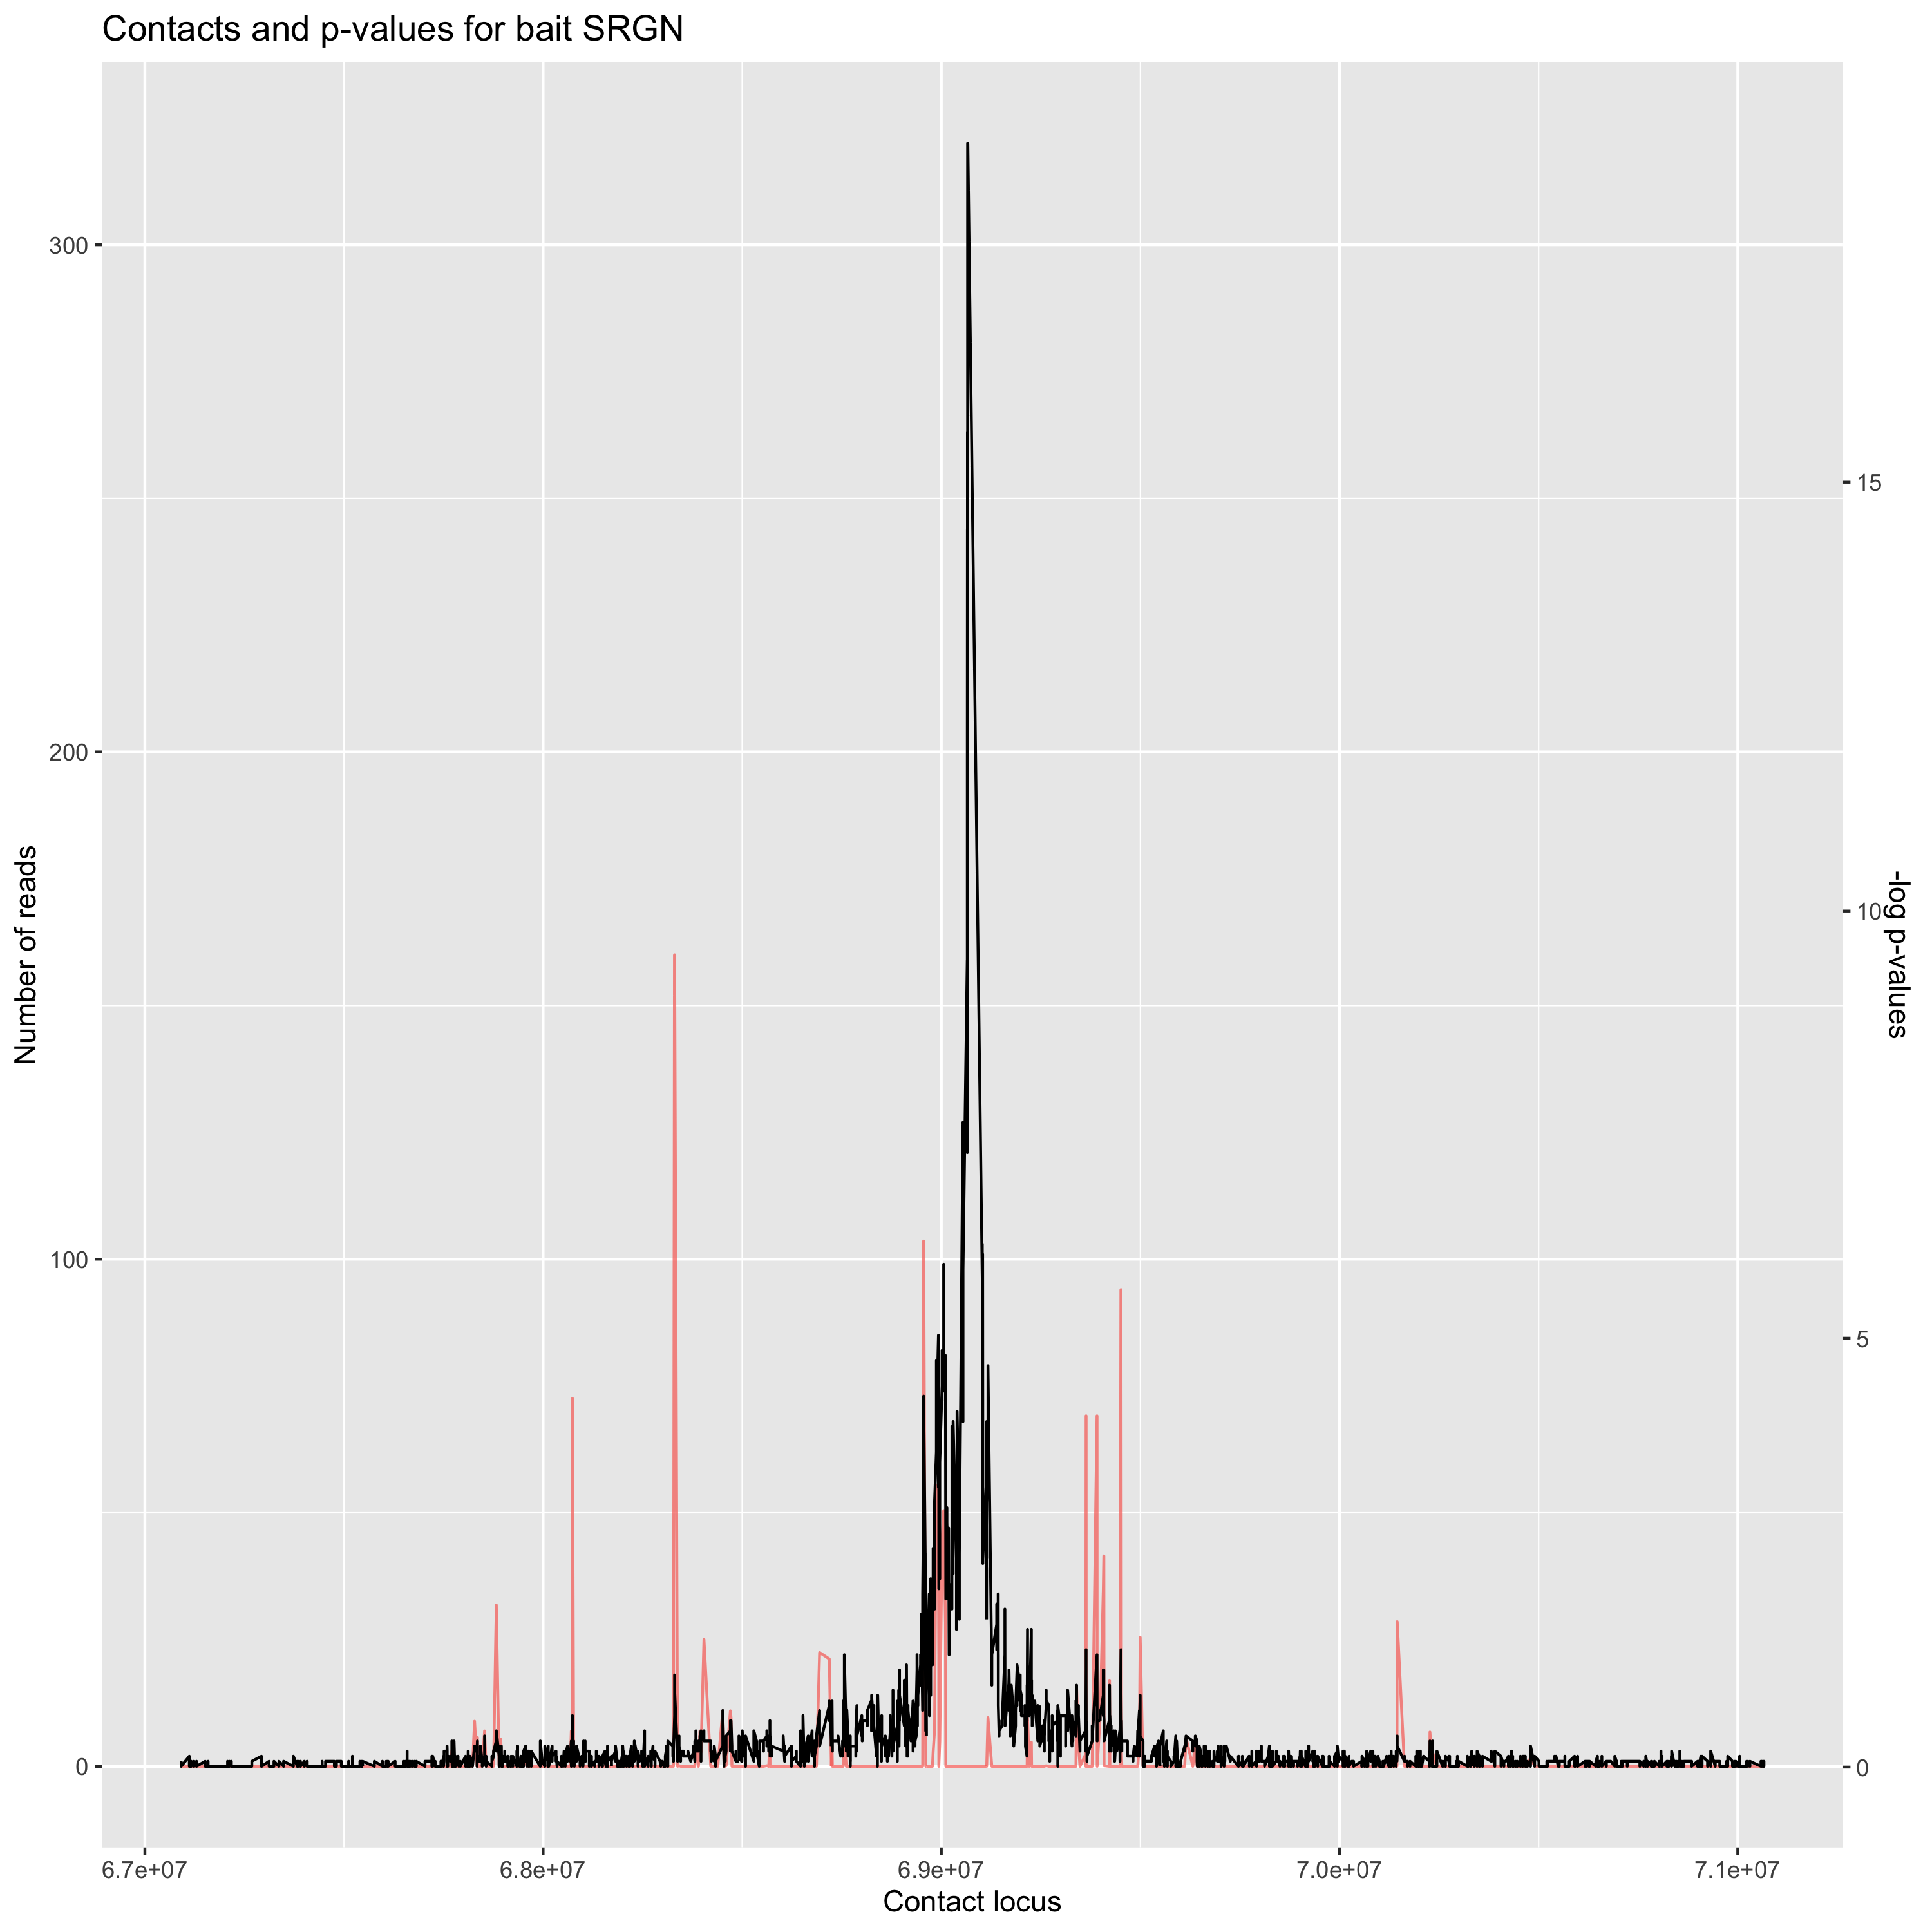 Contacts and p-values for bait SRGN
Number of reads
300
200
100
0
15
10
5
0
-log p-values
6.7e+07
6.8e+07
6.9e+07
7.0e+07
7.1e+07
Contact locus